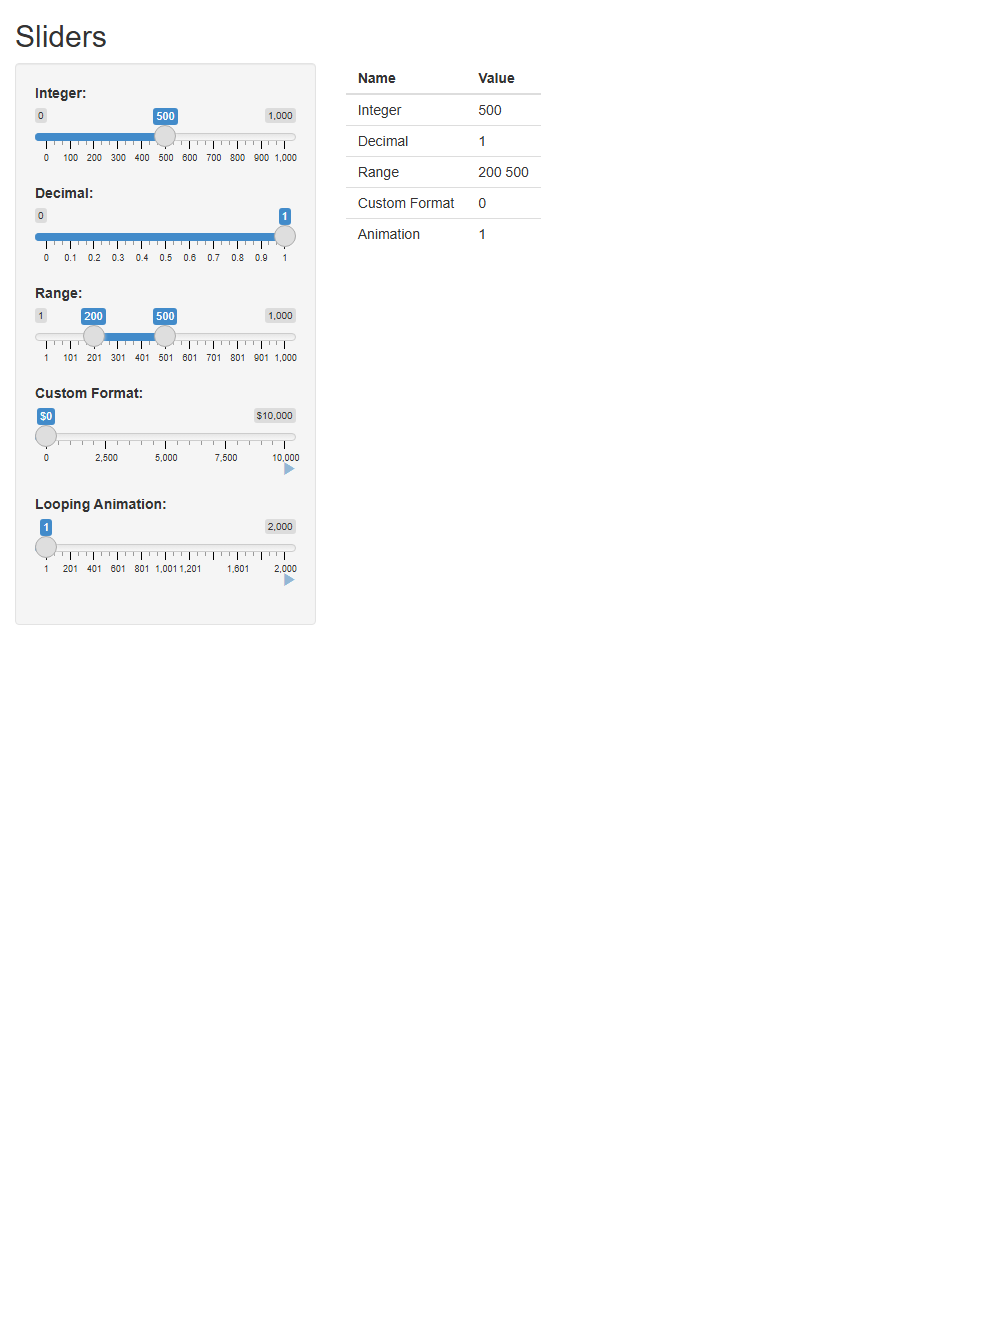 Sliders
Integer:
0 500 1,000
0 100 200 300 400 500 600 700 800 900 1,000
Decimal:
0 1
0 0.1 0.2 0.3 0.4 0.5 0.6 0.7 0.8 0.9 1
Range:
1 200 500 1,000
1 101 201 301 401 501 601 701 801 901 1,000
Custom Format:
$0 $10,000
0 2,500 5,000 7,500 10,000
Looping Animation:
1 2,000
1 201 401 601 801 1,001 1,201 1,601 2,000
Name Value
Integer 500
Decimal 1
Range 200 500
Custom Format 0
Animation 1